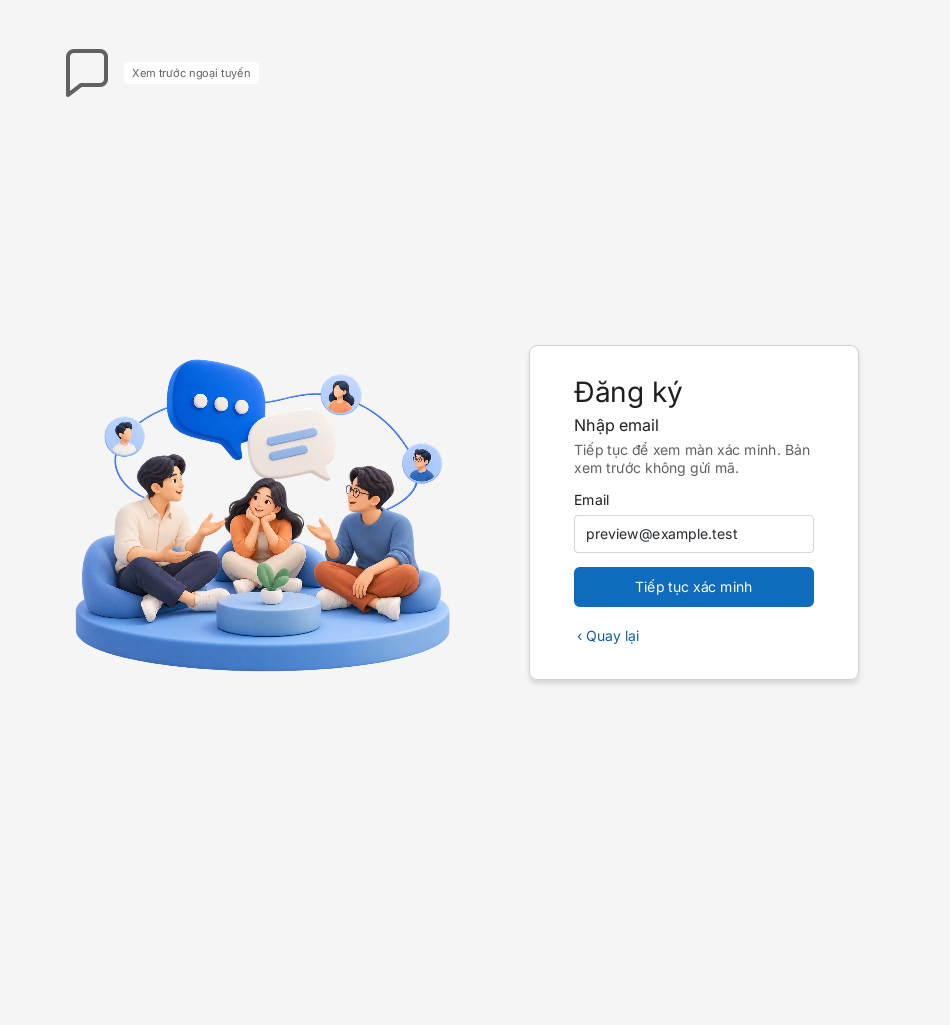 Xem trước ngoại tuyến
Đăng ký
Nhập email
Tiếp tục để xem màn xác minh. Bản
xem trước không gửi mã.
Email
preview@example.test
Tiếp tục xác minh
‹ Quay lại